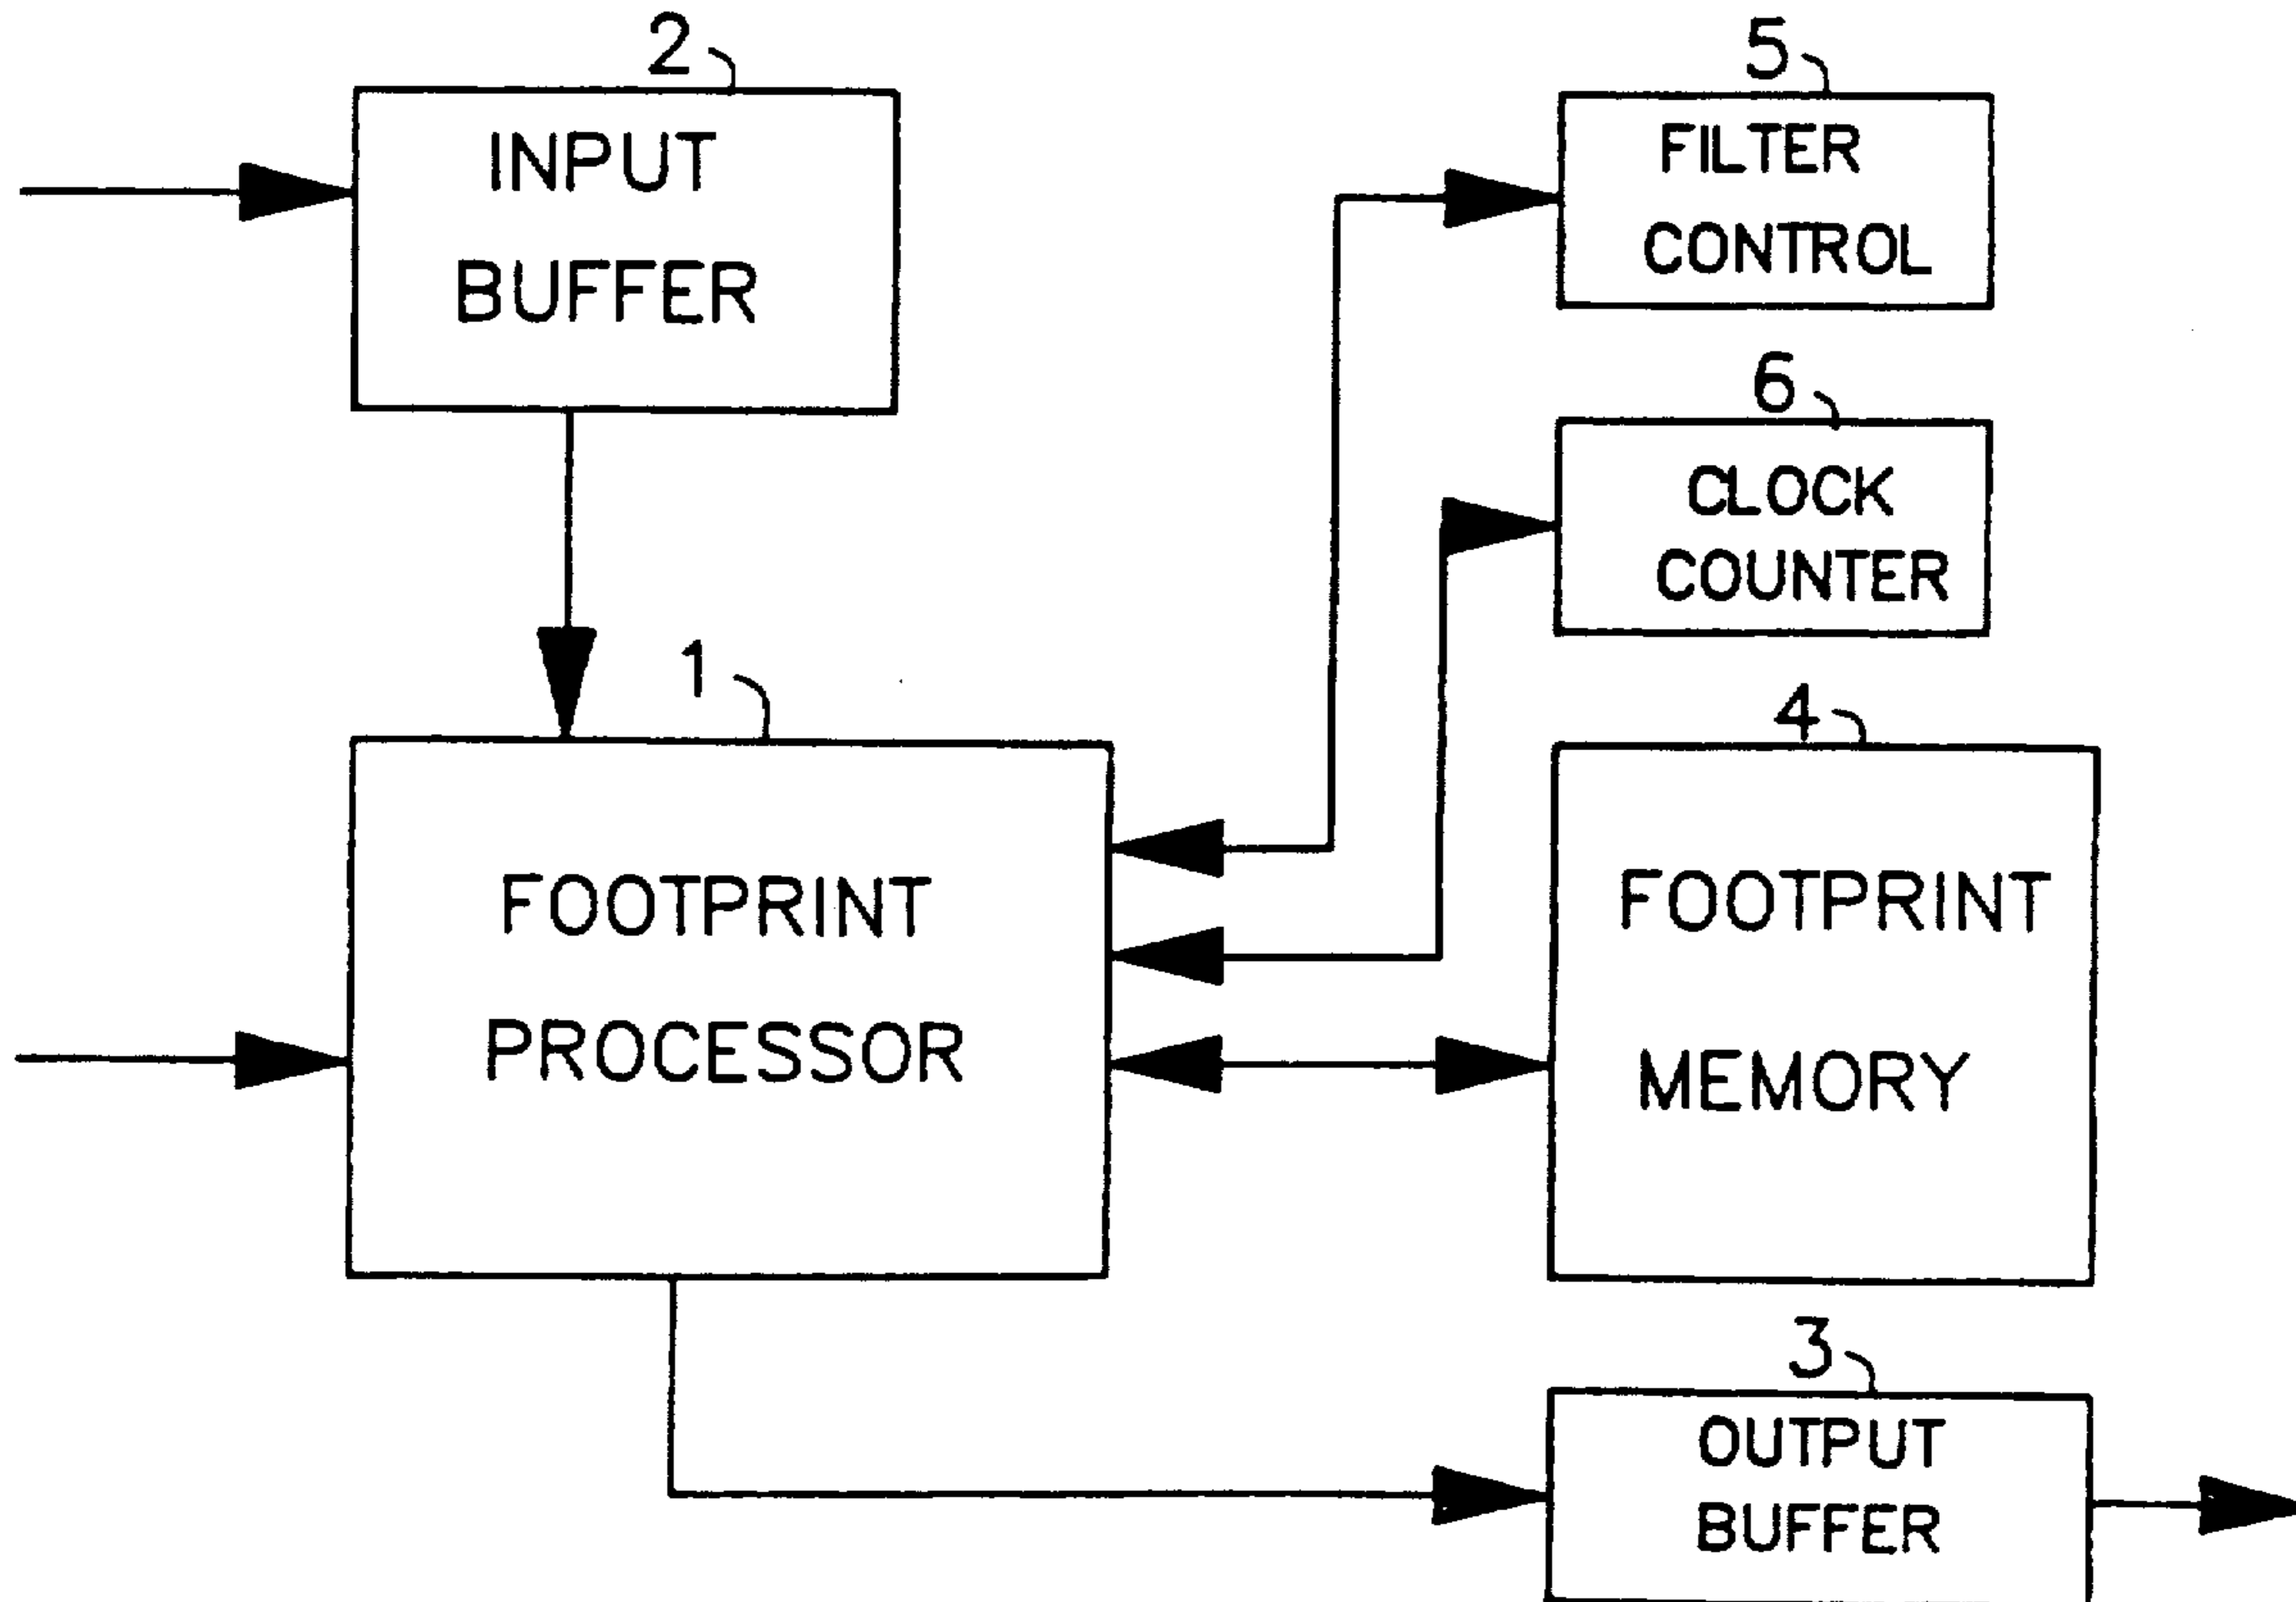 2
INPUT
BUFFER
5
FILTER
CONTROL
6
CLOCK
COUNTER
1
FOOTPRINT
PROCESSOR
4
FOOTPRINT
MEMORY
3
OUTPUT
BUFFER